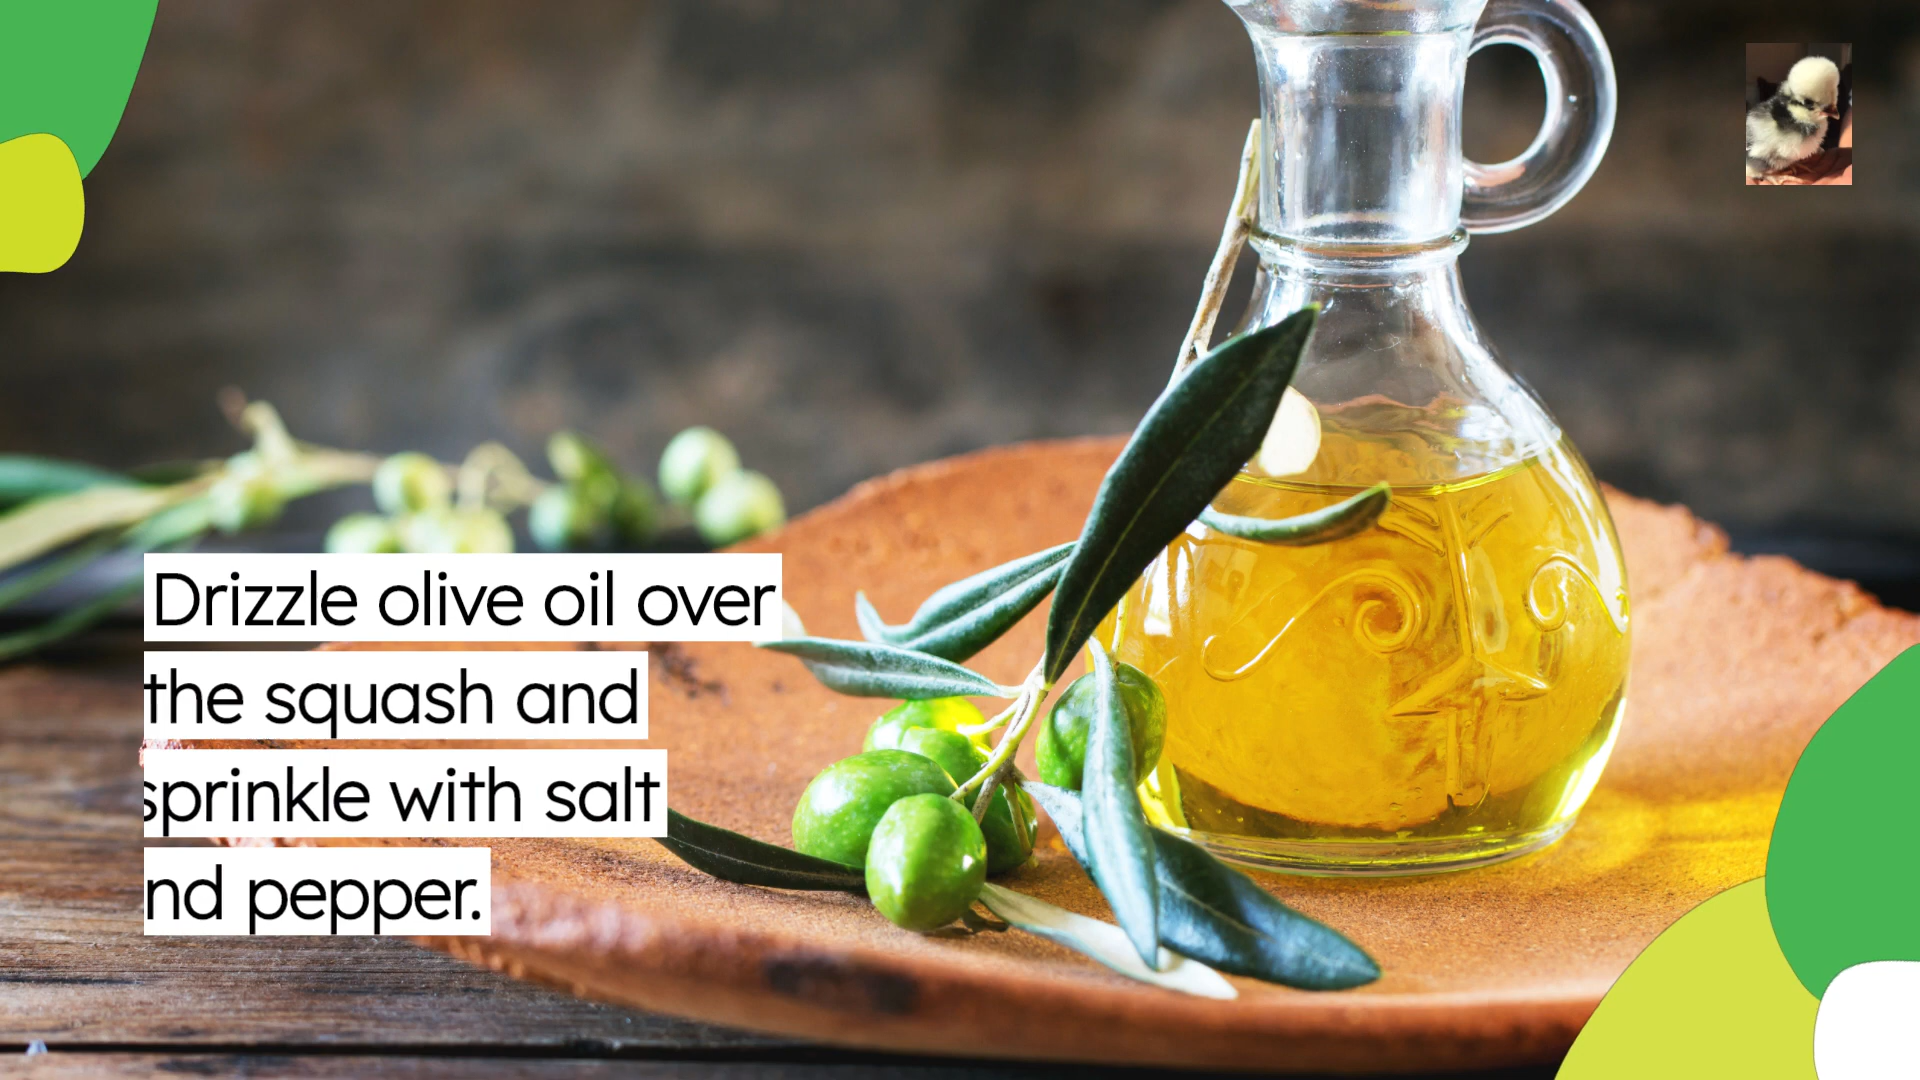 Drizzle olive oil over
the squash and
sprinkle with salt
nd pepper.